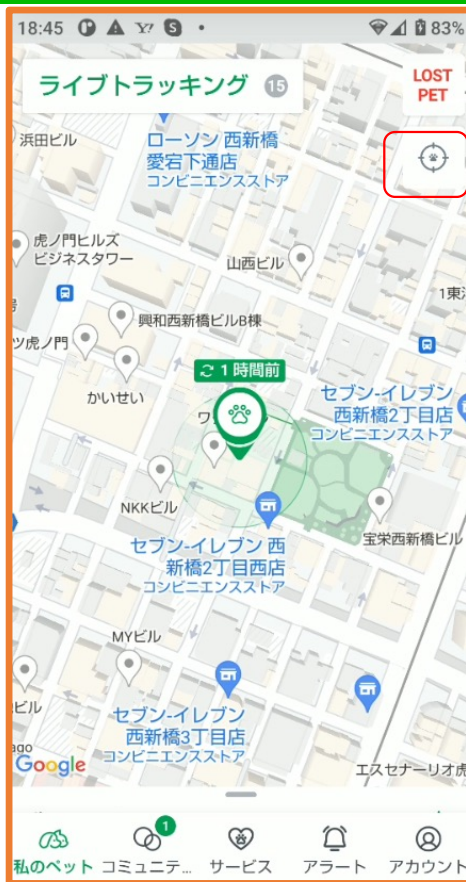 18:45
83%
ライブトラッキング 15
LOST
PET
浜田ビル
ローソン 西新橋
愛宕下通店
コンビニエンスストア
虎ノ門ヒルズ
ビジネスタワー
山西ビル
1東
興和西新橋ビルB棟
ツ虎ノ門
1 時間前
かいせい
セブン‐イレブン
西新橋2丁目店
コンビニエンスストア
ワ
NKKビル
セブン-イレブン 西
新橋2丁目西店
コンビニエンスストア
宝栄西新橋ビル
MYビル
ビル
セブン‐イレブン
西新橋3丁目店
コンビニエンスストア
ago
Google
エスセナーリオ虎
1
私のペット コミュニテ... サービス アラート アカウント